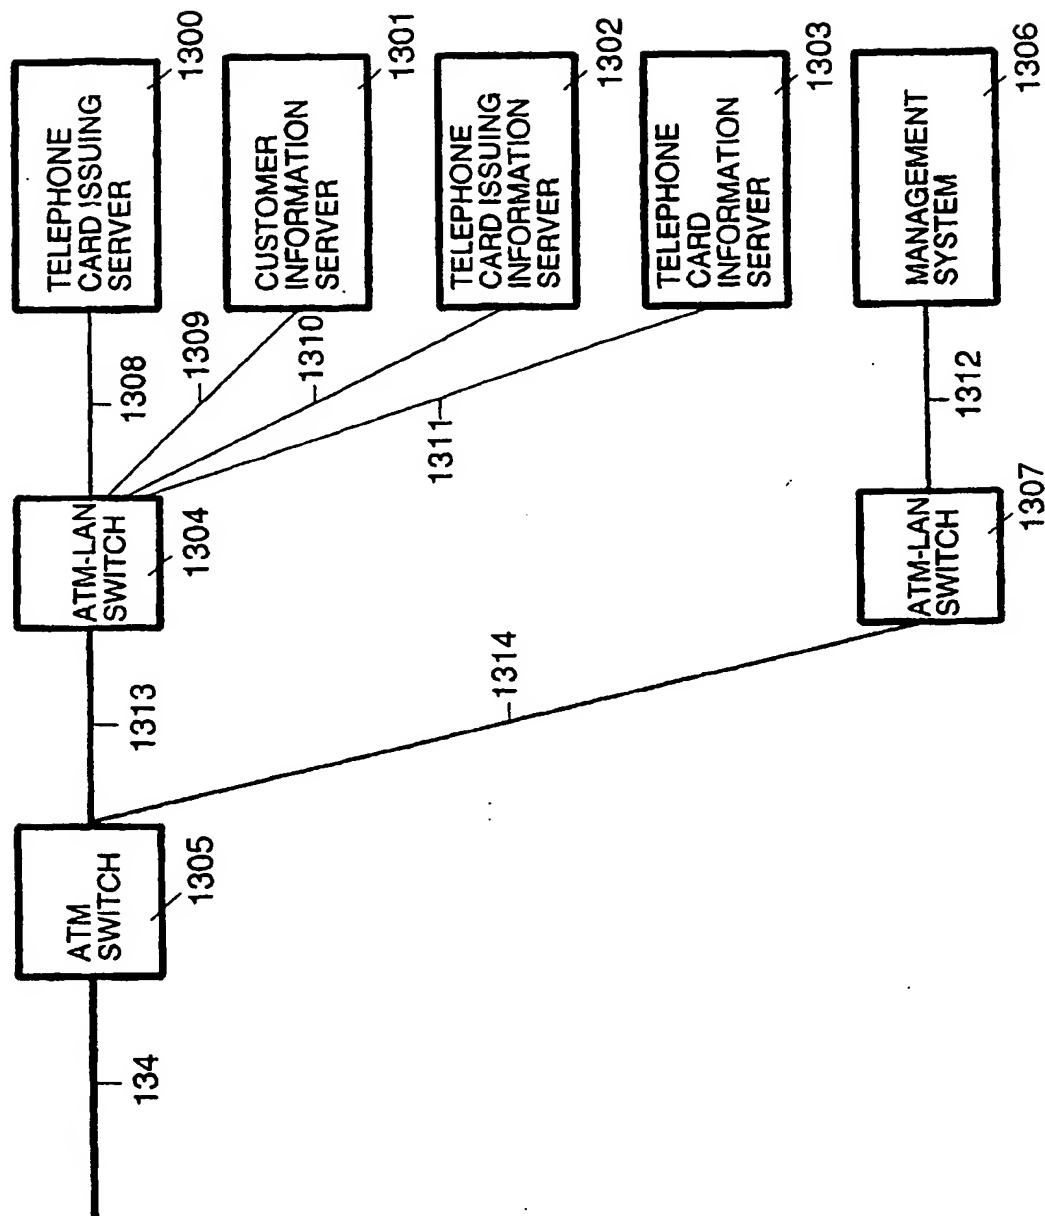 TELEPHONE
CARD ISSUING
SERVER
1300
CUSTOMER
INFORMATION
SERVER
1301
TELEPHONE
CARD ISSUING
INFORMATION
SERVER
1302
TELEPHONE
CARD
INFORMATION
SERVER
1303
MANAGEMENT
SYSTEM
1306
1308
1309
1310
1311
1312
ATM-LAN
SWITCH
1304
ATM-LAN
SWITCH
1307
1313
1314
ATM
SWITCH
1305
134